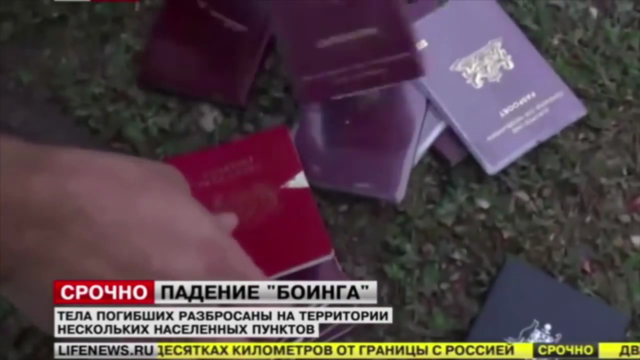 PASPOORT
СРОЧНО ПАДЕНИЕ "БОИНГА"
ТЕЛА ПОГИБШИХ РАЗБРОСАНЫ НА ТЕРРИТОРИИ
НЕСКОЛЬКИХ НАСЕЛЕННЫХ ПУНКТОВ
LIFENEWS.RU ДЕСЯТКАХ КИЛОМЕТРОВ ОТ ГРАНИЦЫ С РОССИЕЙ СРОЧНО